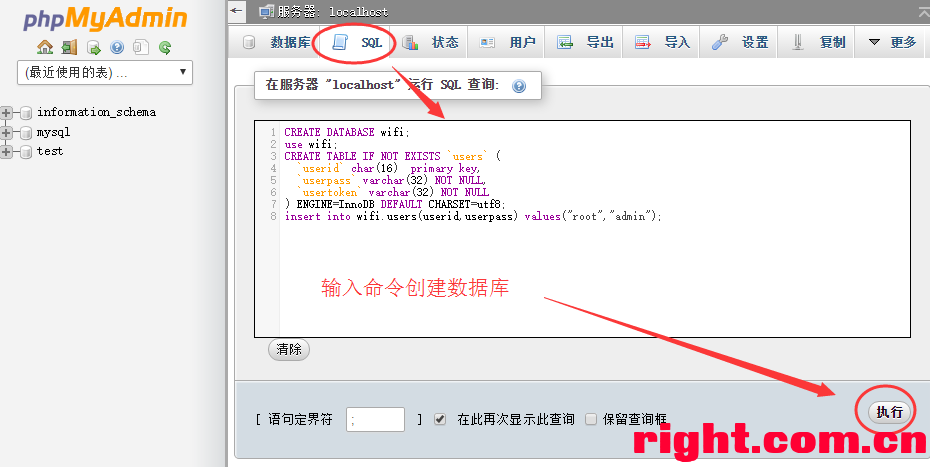 phpMyAdmin
(最近使用的表) ...
information_schema
mysql
test
服务器: localhost
数据库 SQL 状态 用户 导出 导入 设置 复制 更多
在服务器 "localhost" 运行 SQL 查询:
1 CREATE DATABASE wifi;
2 use wifi;
3 CREATE TABLE IF NOT EXISTS `users` (
4 `userid` char(16) primary key,
5 `userpass` varchar(32) NOT NULL,
6 `usertoken` varchar(32) NOT NULL
7 ) ENGINE=InnoDB DEFAULT CHARSET=utf8;
8 insert into wifi.users(userid,userpass) values("root","admin");
输入命令创建数据库
清除
[ 语句定界符 ; ] 在此再次显示此查询 保留查询框 执行
right.com.cn